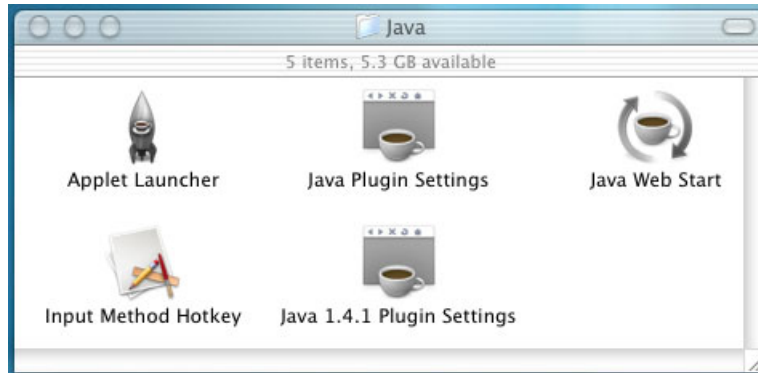 Java
5 items, 5.3 GB available
Applet Launcher
Java Plugin Settings
Java Web Start
Input Method Hotkey
Java 1.4.1 Plugin Settings